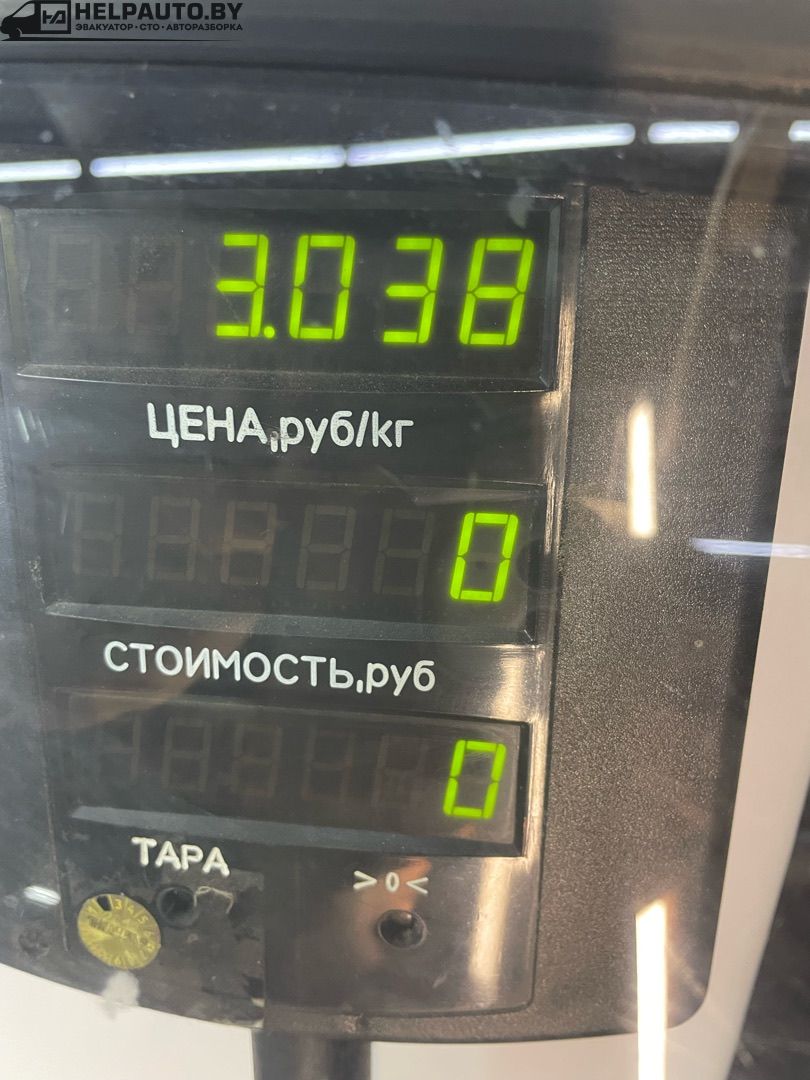 HELPAUTO.BY
ЭВАКУАТОР • СТО • АВТОРАЗБОРКА
3.038
ЦЕНА,руб/кг
0
СТОИМОСТЬ,руб
0
ТАРА
>0<